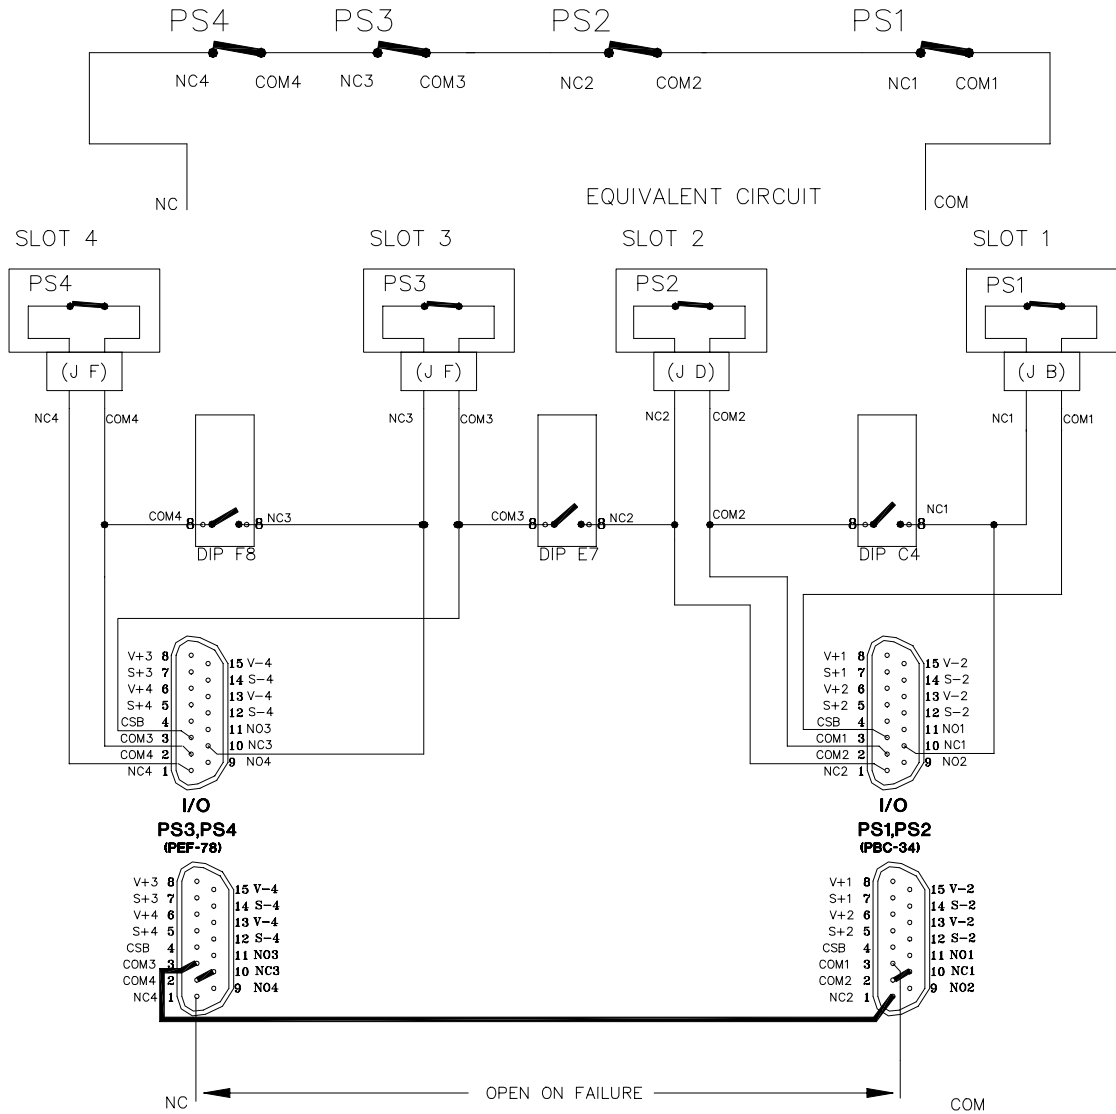 PS4 PS3 PS2 PS1
NC4 COM4 NC3 COM3 NC2 COM2 NC1 COM1
NC COM
EQUIVALENT CIRCUIT
SLOT 4 SLOT 3 SLOT 2 SLOT 1
PS4 PS3 PS2 PS1
(J F) (J F) (J D) (J B)
NC4 COM4 NC3 COM3 NC2 COM2 NC1 COM1
COM4 8 8 NC3 COM3 8 8 NC2 COM2 8 8 NC1
DIP F8 DIP E7 DIP C4
V+3 8
S+3 7
V+4 6
S+4 5
CSB 4
COM3 3
COM4 2
NC4 1
15 V-4
14 S-4
13 V-4
12 S-4
11 NO3
10 NC3
9 NO4
I/O
PS3,PS4
(PEF-78)
V+1 8
S+1 7
V+2 6
S+2 5
CSB 4
COM1 3
COM2 2
NC2 1
15 V-2
14 S-2
13 V-2
12 S-2
11 NO1
10 NC1
9 NO2
I/O
PS1,PS2
(PBC-34)
V+3 8
S+3 7
V+4 6
S+4 5
CSB 4
COM3 3
COM4 2
NC4 1
15 V-4
14 S-4
13 V-4
12 S-4
11 NO3
10 NC3
9 NO4
V+1 8
S+1 7
V+2 6
S+2 5
CSB 4
COM1 3
COM2 2
NC2 1
15 V-2
14 S-2
13 V-2
12 S-2
11 NO1
10 NC1
9 NO2
OPEN ON FAILURE
NC COM